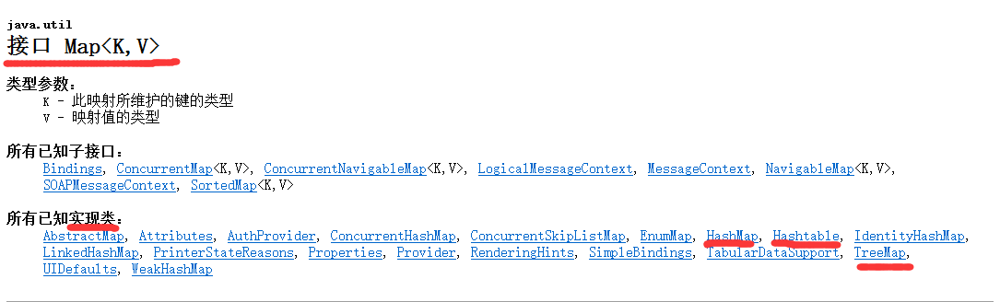 java.util
接口 Map<K,V>
类型参数：
K - 此映射所维护的键的类型
V - 映射值的类型
所有已知子接口：
Bindings, ConcurrentMap<K,V>, ConcurrentNavigableMap<K,V>, LogicalMessageContext, MessageContext, NavigableMap<K,V>,
SOAPMessageContext, SortedMap<K,V>
所有已知实现类：
AbstractMap, Attributes, AuthProvider, ConcurrentHashMap, ConcurrentSkipListMap, EnumMap, HashMap, Hashtable, IdentityHashMap,
LinkedHashMap, PrinterStateReasons, Properties, Provider, RenderingHints, SimpleBindings, TabularDataSupport, TreeMap,
UIDefaults, WeakHashMap